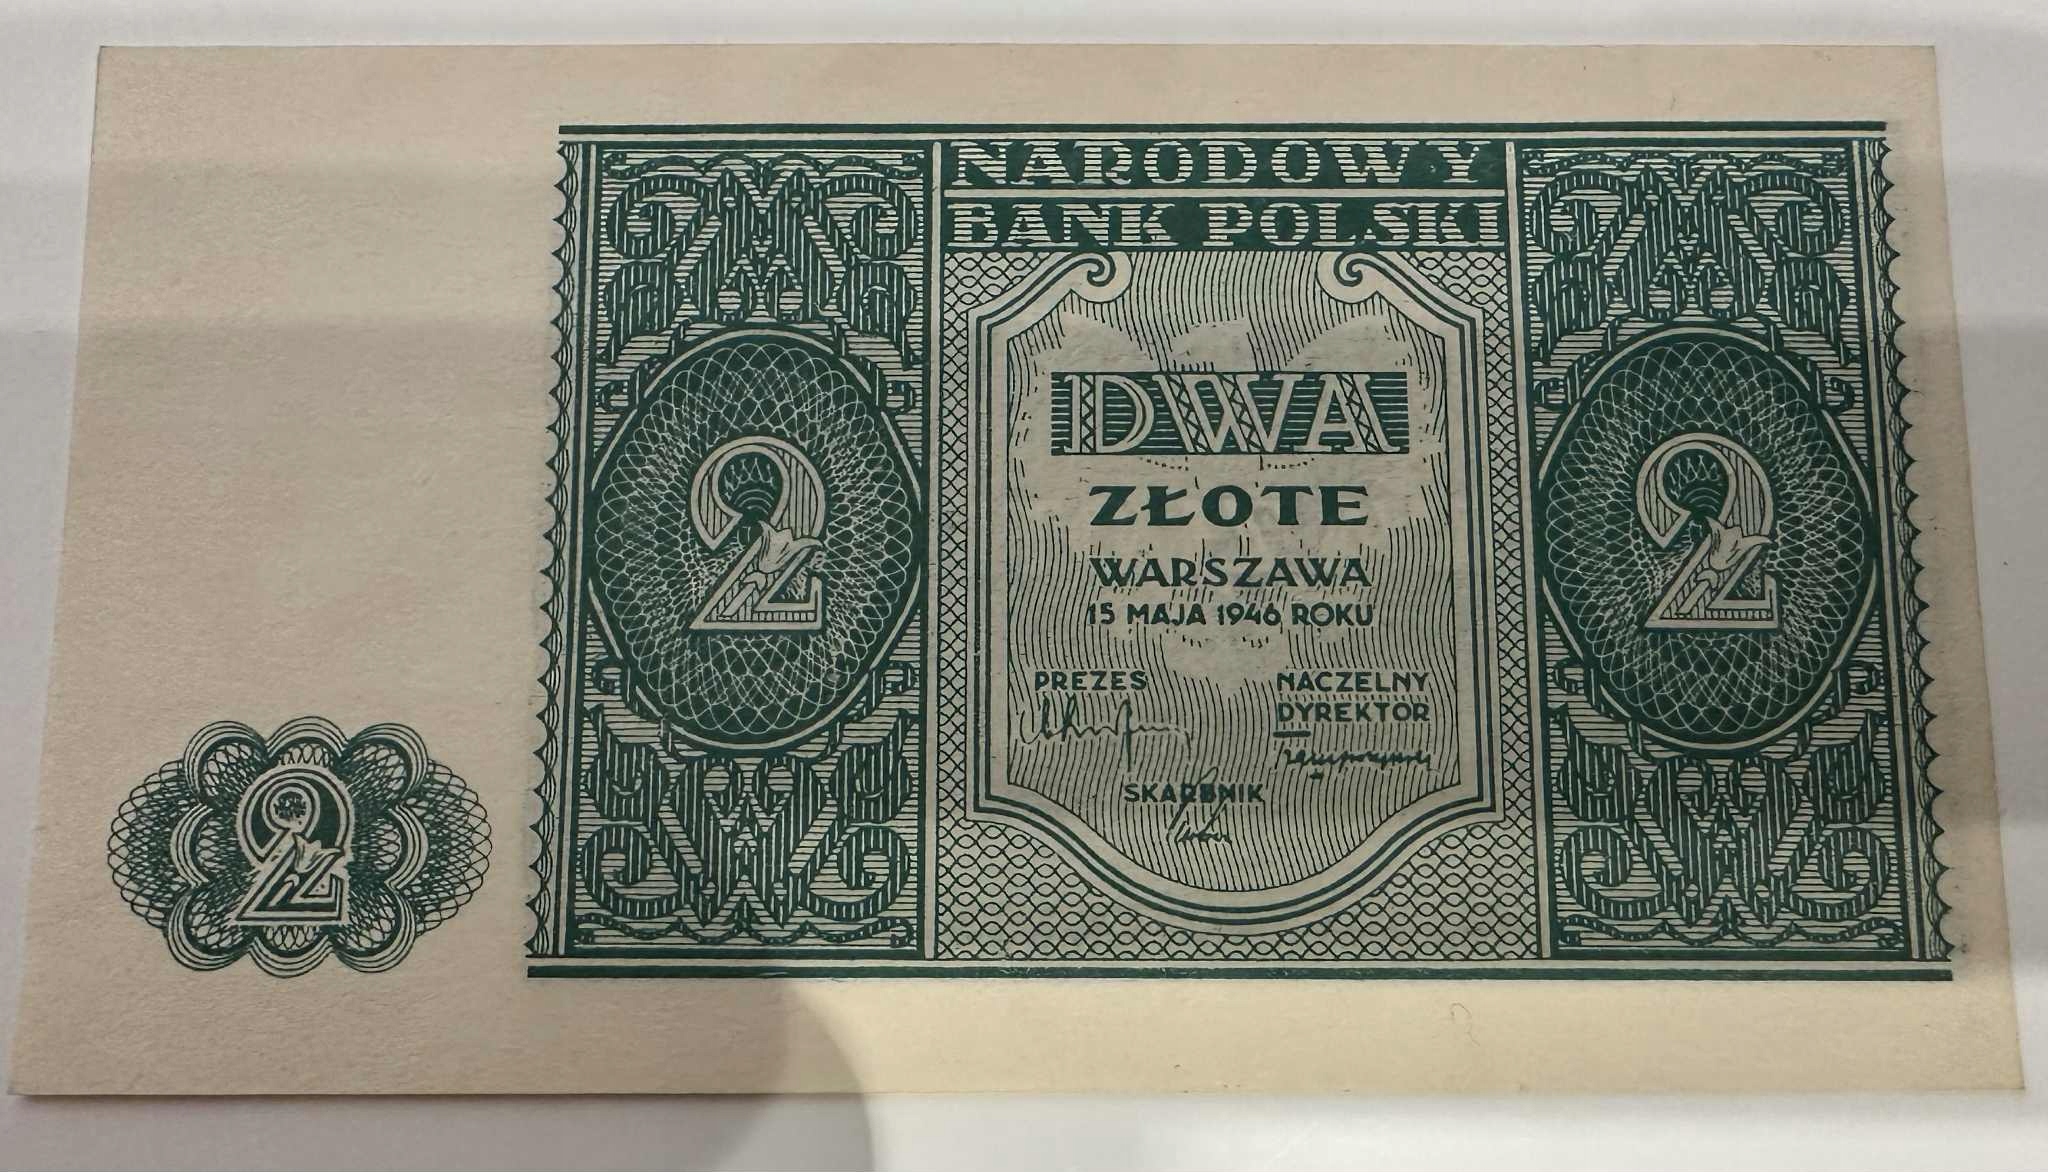 NARODOWY
BANK POLSKI
DWA
ZŁOTE
WARSZAWA
15 MAJA 1946 ROKU
PREZES
NACZELNY
DYREKTOR
SKARBNIK
2
2
2